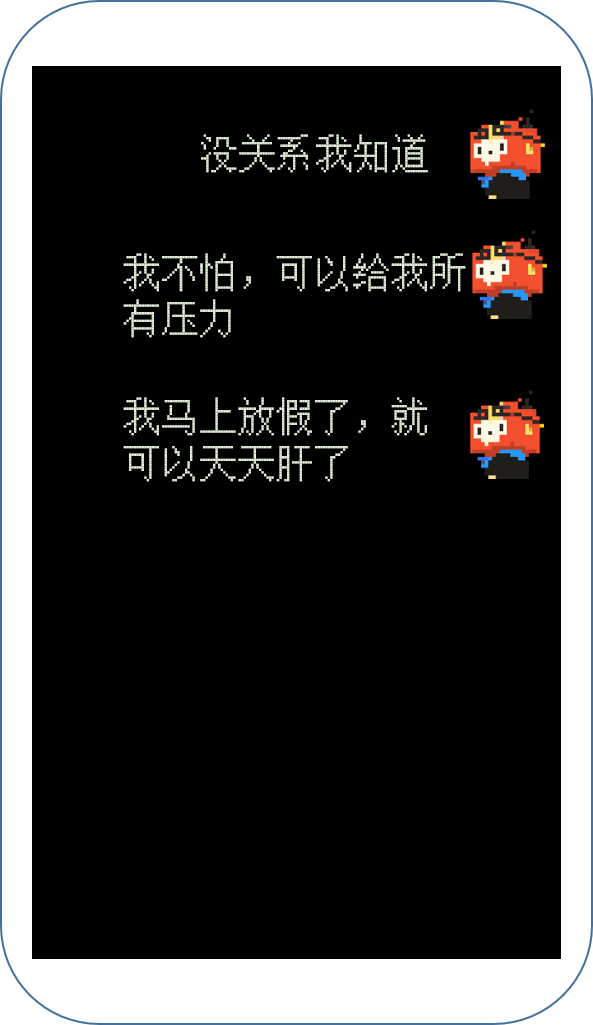 没关系我知道
我不怕，可以给我所
有压力
我马上放假了，就
可以天天肝了